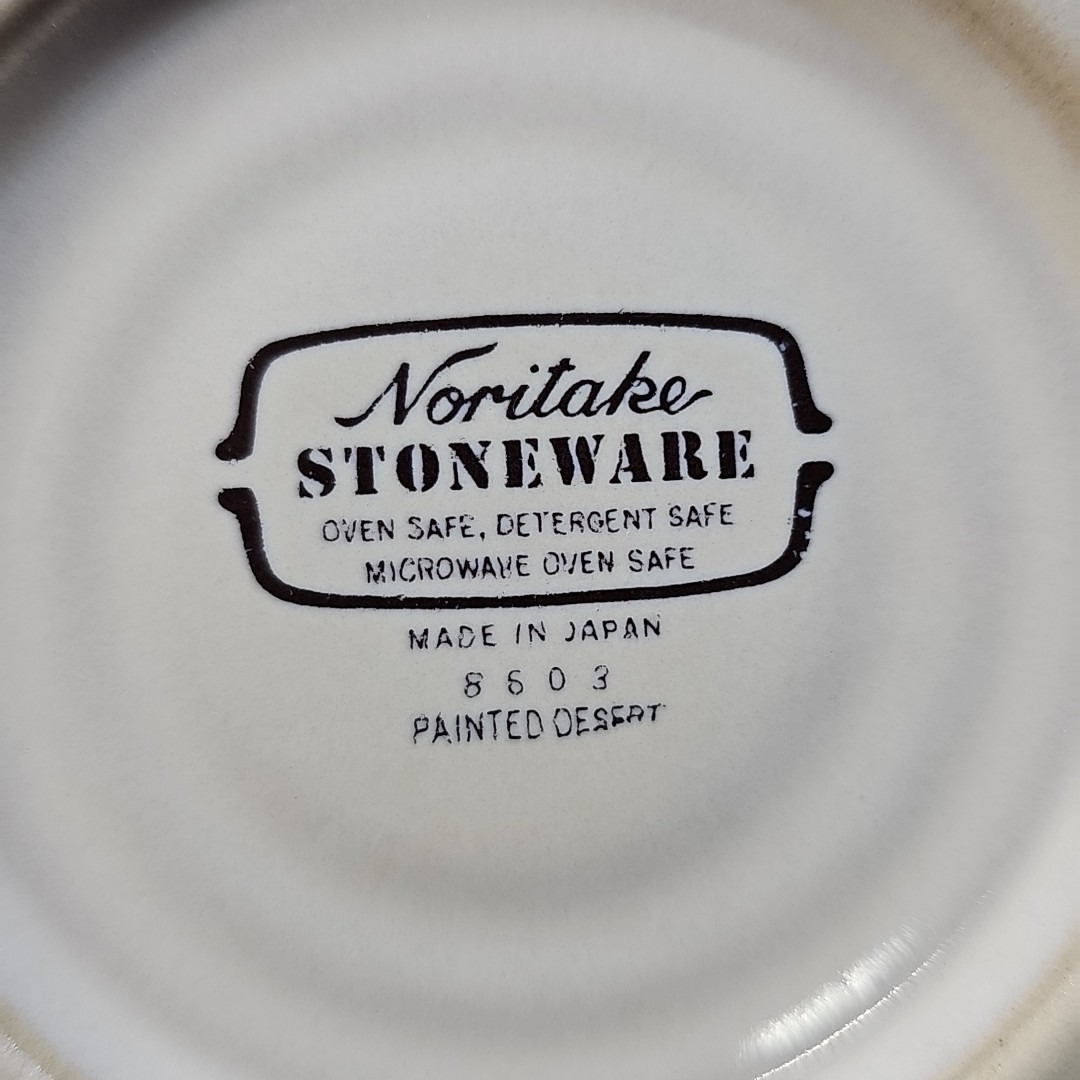 Noritake
STONEWARE
OVEN SAFE, DETERGENT SAFE
MICROWAVE OVEN SAFE
MADE IN JAPAN
8603
PAINTED DESERT